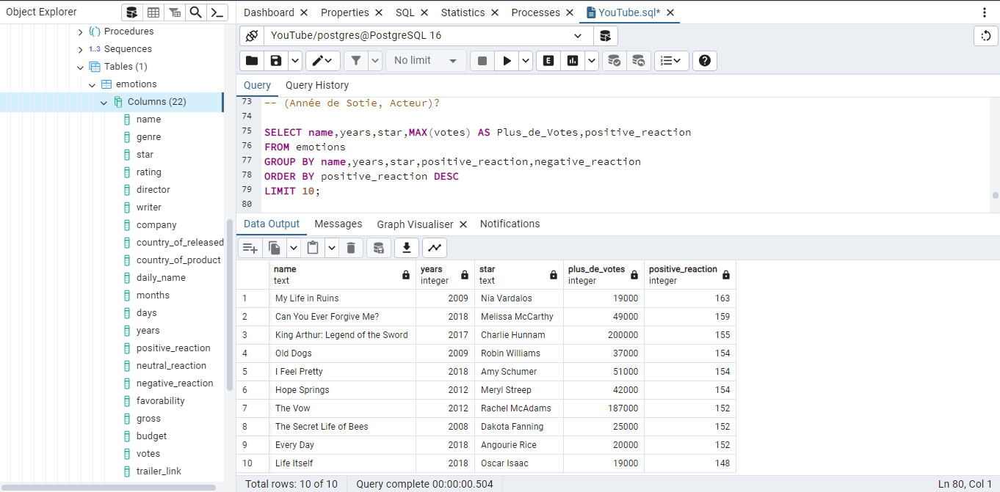 Object Explorer
Procedures
1..3 Sequences
Tables (1)
emotions
Columns (22)
name
genre
star
rating
director
writer
company
country_of_released
country_of_product
daily_name
months
days
years
positive_reaction
neutral_reaction
negative_reaction
favorability
gross
budget
votes
trailer_link
Dashboard Properties SQL Statistics Processes YouTube.sql*
YouTube/postgres@PostgreSQL 16
No limit E
Query Query History
73 -- (Année de Sotie, Acteur)?
74
75 SELECT name,years,star,MAX(votes) AS Plus_de_Votes,positive_reaction
76 FROM emotions
77 GROUP BY name,years,star,positive_reaction,negative_reaction
78 ORDER BY positive_reaction DESC
79 LIMIT 10;
80
Data Output Messages Graph Visualiser Notifications
name years star plus_de_votes positive_reaction
text integer text integer integer
1 My Life in Ruins 2009 Nia Vardalos 19000 163
2 Can You Ever Forgive Me? 2018 Melissa McCarthy 49000 159
3 King Arthur: Legend of the Sword 2017 Charlie Hunnam 200000 155
4 Old Dogs 2009 Robin Williams 37000 154
5 I Feel Pretty 2018 Amy Schumer 51000 154
6 Hope Springs 2012 Meryl Streep 42000 154
7 The Vow 2012 Rachel McAdams 187000 152
8 The Secret Life of Bees 2008 Dakota Fanning 25000 152
9 Every Day 2018 Angourie Rice 20000 152
10 Life Itself 2018 Oscar Isaac 19000 148
Total rows: 10 of 10 Query complete 00:00:00.504 Ln 80, Col 1